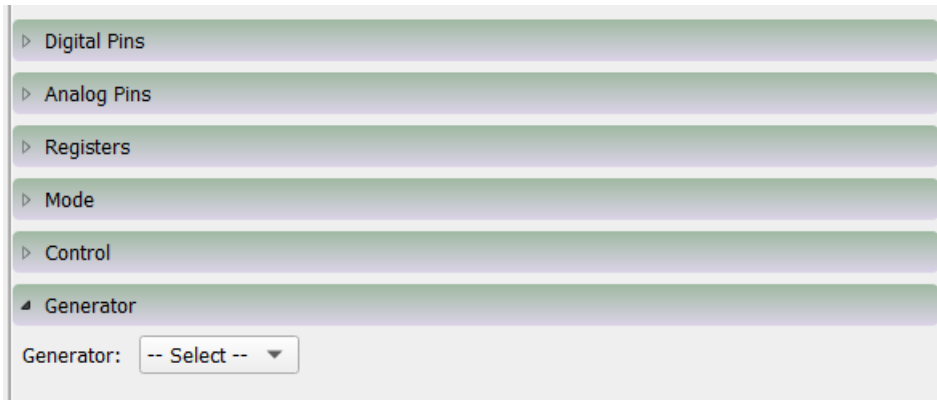 Digital Pins
Analog Pins
Registers
Mode
Control
Generator
Generator: -- Select --